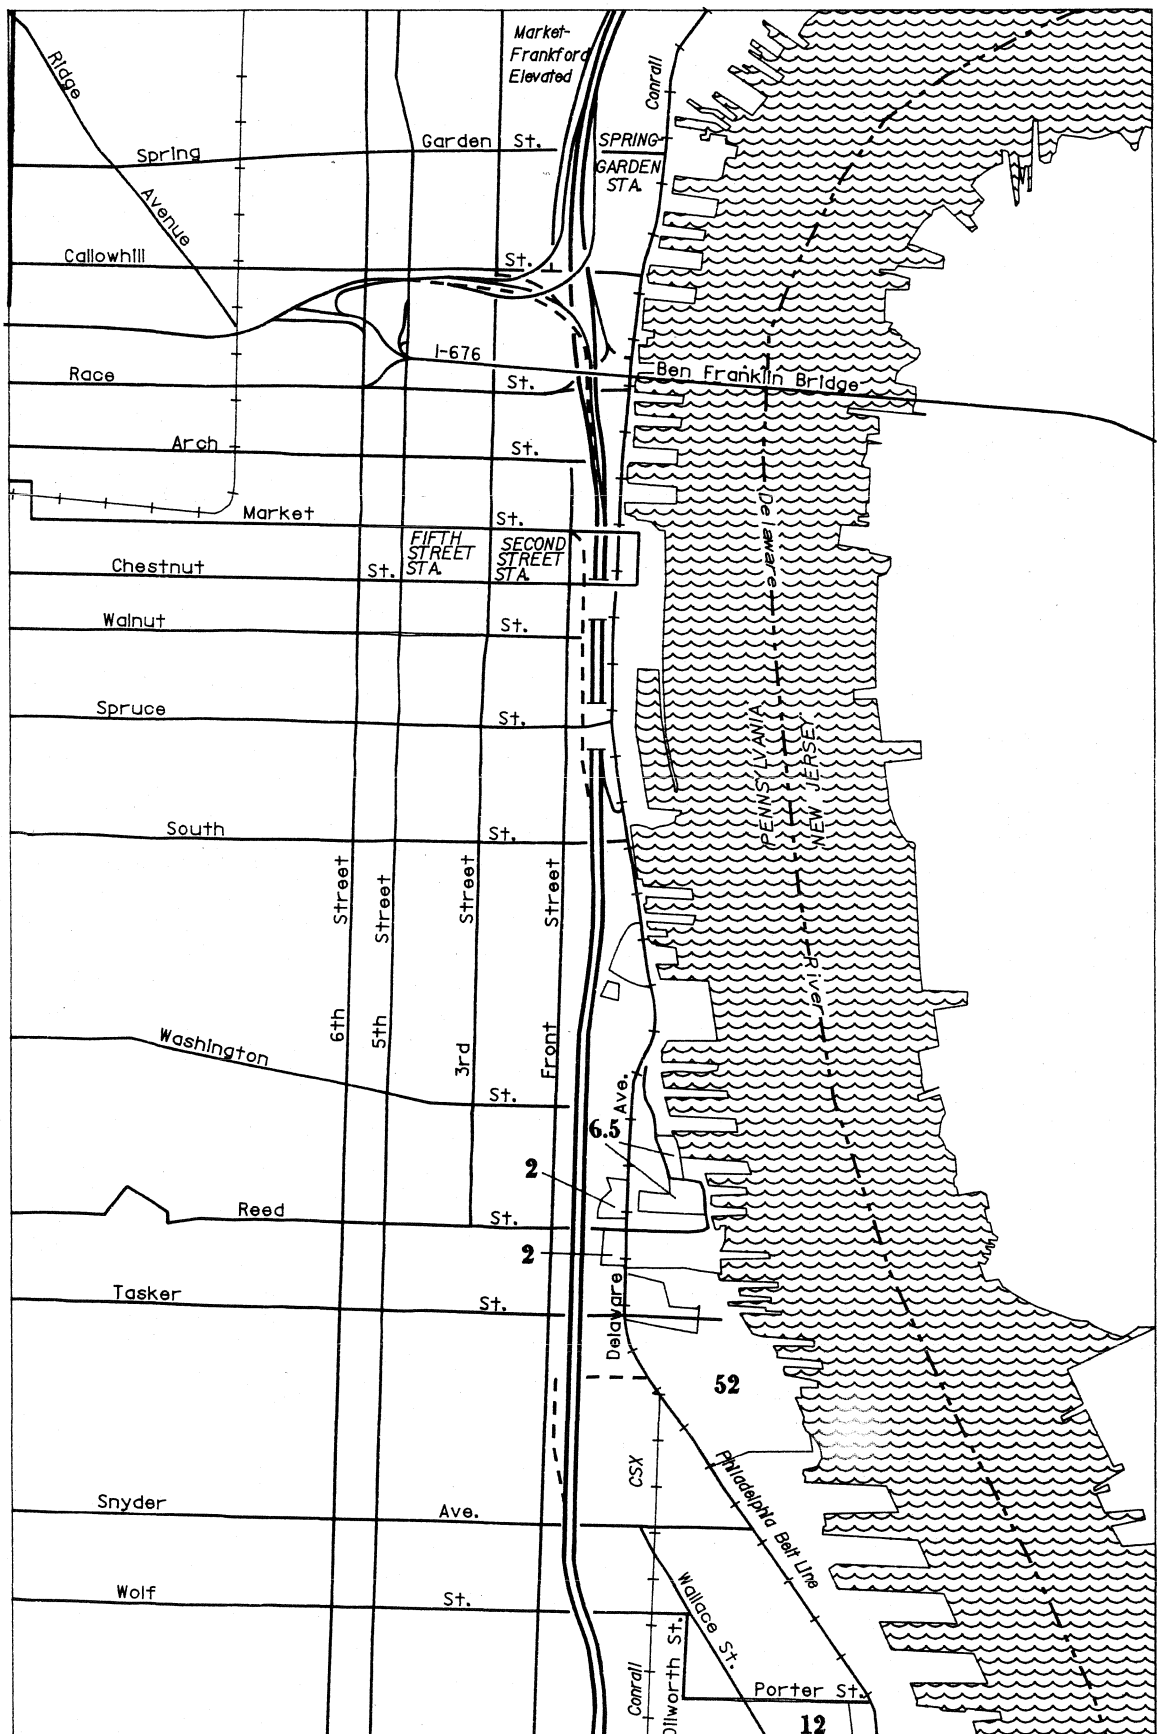 Market-
Frankford
Elevated
Conrail
Ridge
Avenue
Spring Garden St.
SPRING
GARDEN
STA.
Callowhill St.
I-676
Ben Franklin Bridge
Race St.
Arch St.
Market St.
FIFTH
STREET
STA.
SECOND
STREET
STA.
Chestnut St.
Delaware River
Walnut St.
Spruce St.
PENNSYLVANIA
NEW JERSEY
South St.
6th Street
5th Street
3rd Street
Front Street
Washington St.
Delaware Ave.
6.5
2
Reed St.
2
Tasker St.
52
CSX
Philadelphia Belt Line
Snyder Ave.
Wolf St.
Wallace St.
Conrail
Dilworth St.
Porter St.
12